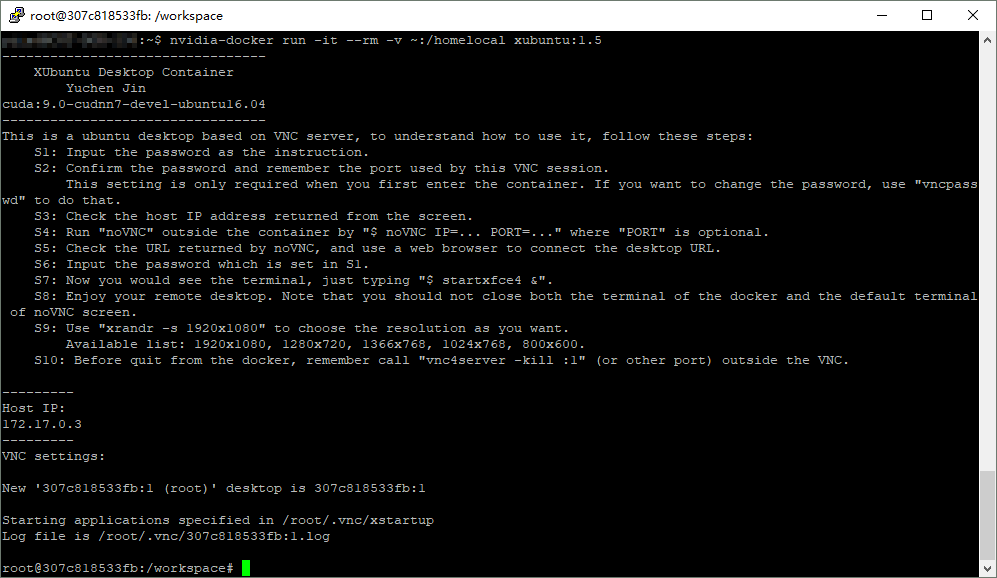 root@307c818533fb: /workspace
:~$ nvidia-docker run -it --rm -v ~:/homelocal xubuntu:1.5
---------------------------------
    XUbuntu Desktop Container
        Yuchen Jin
cuda:9.0-cudnn7-devel-ubuntu16.04
---------------------------------
This is a ubuntu desktop based on VNC server, to understand how to use it, follow these steps:
    S1: Input the password as the instruction.
    S2: Confirm the password and remember the port used by this VNC session.
        This setting is only required when you first enter the container. If you want to change the password, use "vncpass
wd" to do that.
    S3: Check the host IP address returned from the screen.
    S4: Run "noVNC" outside the container by "$ noVNC IP=... PORT=..." where "PORT" is optional.
    S5: Check the URL returned by noVNC, and use a web browser to connect the desktop URL.
    S6: Input the password which is set in S1.
    S7: Now you would see the terminal, just typing "$ startxfce4 &".
    S8: Enjoy your remote desktop. Note that you should not close both the terminal of the docker and the default terminal
 of noVNC screen.
    S9: Use "xrandr -s 1920x1080" to choose the resolution as you want.
        Available list: 1920x1080, 1280x720, 1366x768, 1024x768, 800x600.
    S10: Before quit from the docker, remember call "vnc4server -kill :1" (or other port) outside the VNC.
---------
Host IP:
172.17.0.3
---------
VNC settings:
New '307c818533fb:1 (root)' desktop is 307c818533fb:1
Starting applications specified in /root/.vnc/xstartup
Log file is /root/.vnc/307c818533fb:1.log
root@307c818533fb:/workspace#